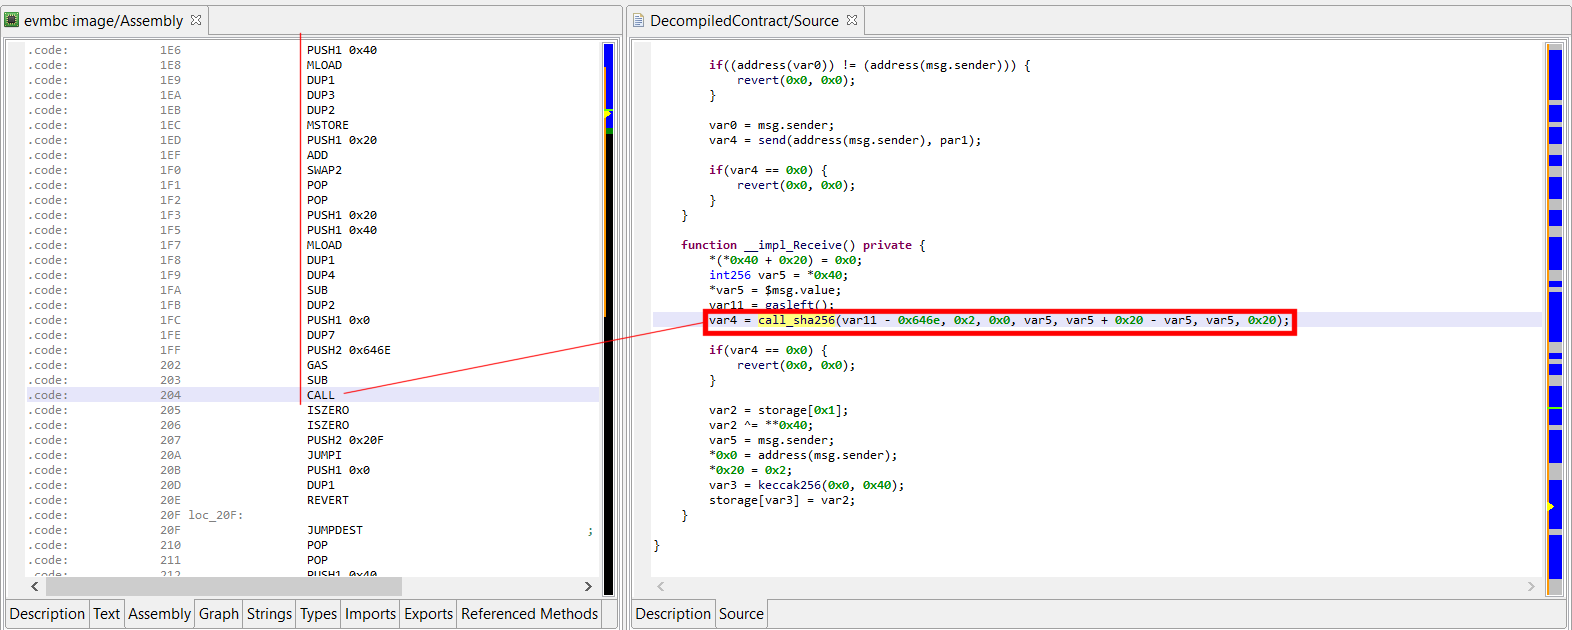 evmbc image/Assembly
.code: 1E6 PUSH1 0x40
.code: 1E8 MLOAD
.code: 1E9 DUP1
.code: 1EA DUP3
.code: 1EB DUP2
.code: 1EC MSTORE
.code: 1ED PUSH1 0x20
.code: 1EF ADD
.code: 1F0 SWAP2
.code: 1F1 POP
.code: 1F2 POP
.code: 1F3 PUSH1 0x20
.code: 1F5 PUSH1 0x40
.code: 1F7 MLOAD
.code: 1F8 DUP1
.code: 1F9 DUP4
.code: 1FA SUB
.code: 1FB DUP2
.code: 1FC PUSH1 0x0
.code: 1FE DUP7
.code: 1FF PUSH2 0x646E
.code: 202 GAS
.code: 203 SUB
.code: 204 CALL
.code: 205 ISZERO
.code: 206 ISZERO
.code: 207 PUSH2 0x20F
.code: 20A JUMPI
.code: 20B PUSH1 0x0
.code: 20D DUP1
.code: 20E REVERT
.code: 20F loc_20F:
.code: 20F JUMPDEST ;
.code: 210 POP
.code: 211 POP
.code: 212 PUSH1 0x40
Description Text Assembly Graph Strings Types Imports Exports Referenced Methods
DecompiledContract/Source
if((address(var0)) != (address(msg.sender))) {
revert(0x0, 0x0);
}
var0 = msg.sender;
var4 = send(address(msg.sender), par1);
if(var4 == 0x0) {
revert(0x0, 0x0);
}
}
function __impl_Receive() private {
*(*0x40 + 0x20) = 0x0;
int256 var5 = *0x40;
*var5 = $msg.value;
var11 = gasleft();
var4 = call_sha256(var11 - 0x646e, 0x2, 0x0, var5, var5 + 0x20 - var5, var5, 0x20);
if(var4 == 0x0) {
revert(0x0, 0x0);
}
var2 = storage[0x1];
var2 ^= **0x40;
var5 = msg.sender;
*0x0 = address(msg.sender);
*0x20 = 0x2;
var3 = keccak256(0x0, 0x40);
storage[var3] = var2;
}
}
Description Source